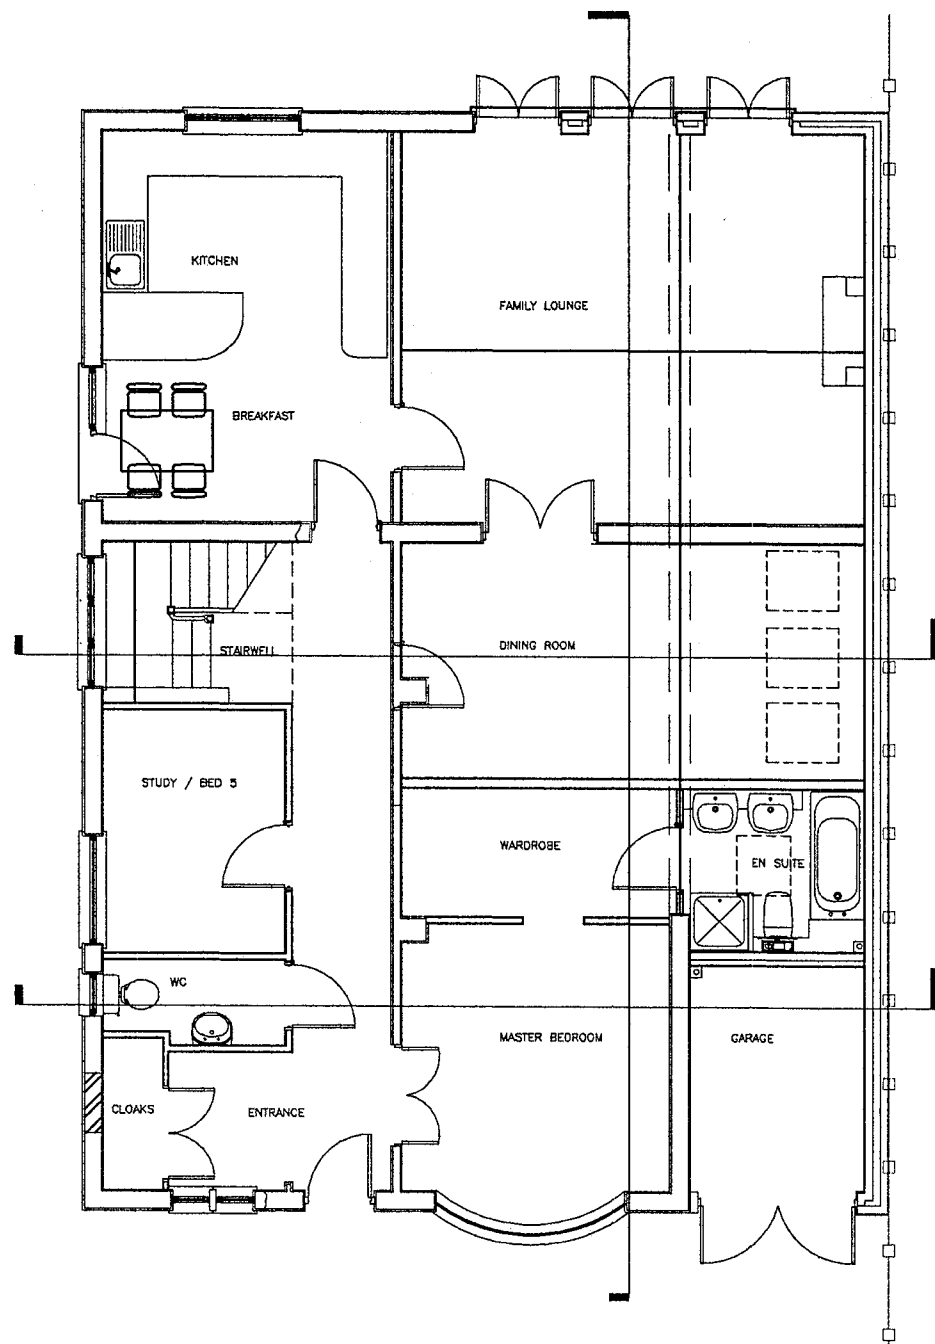 KITCHEN
FAMILY LOUNGE
BREAKFAST
STAIRWELL
DINING ROOM
STUDY / BED 5
WARDROBE
EN SUITE
WC
MASTER BEDROOM
GARAGE
CLOAKS
ENTRANCE